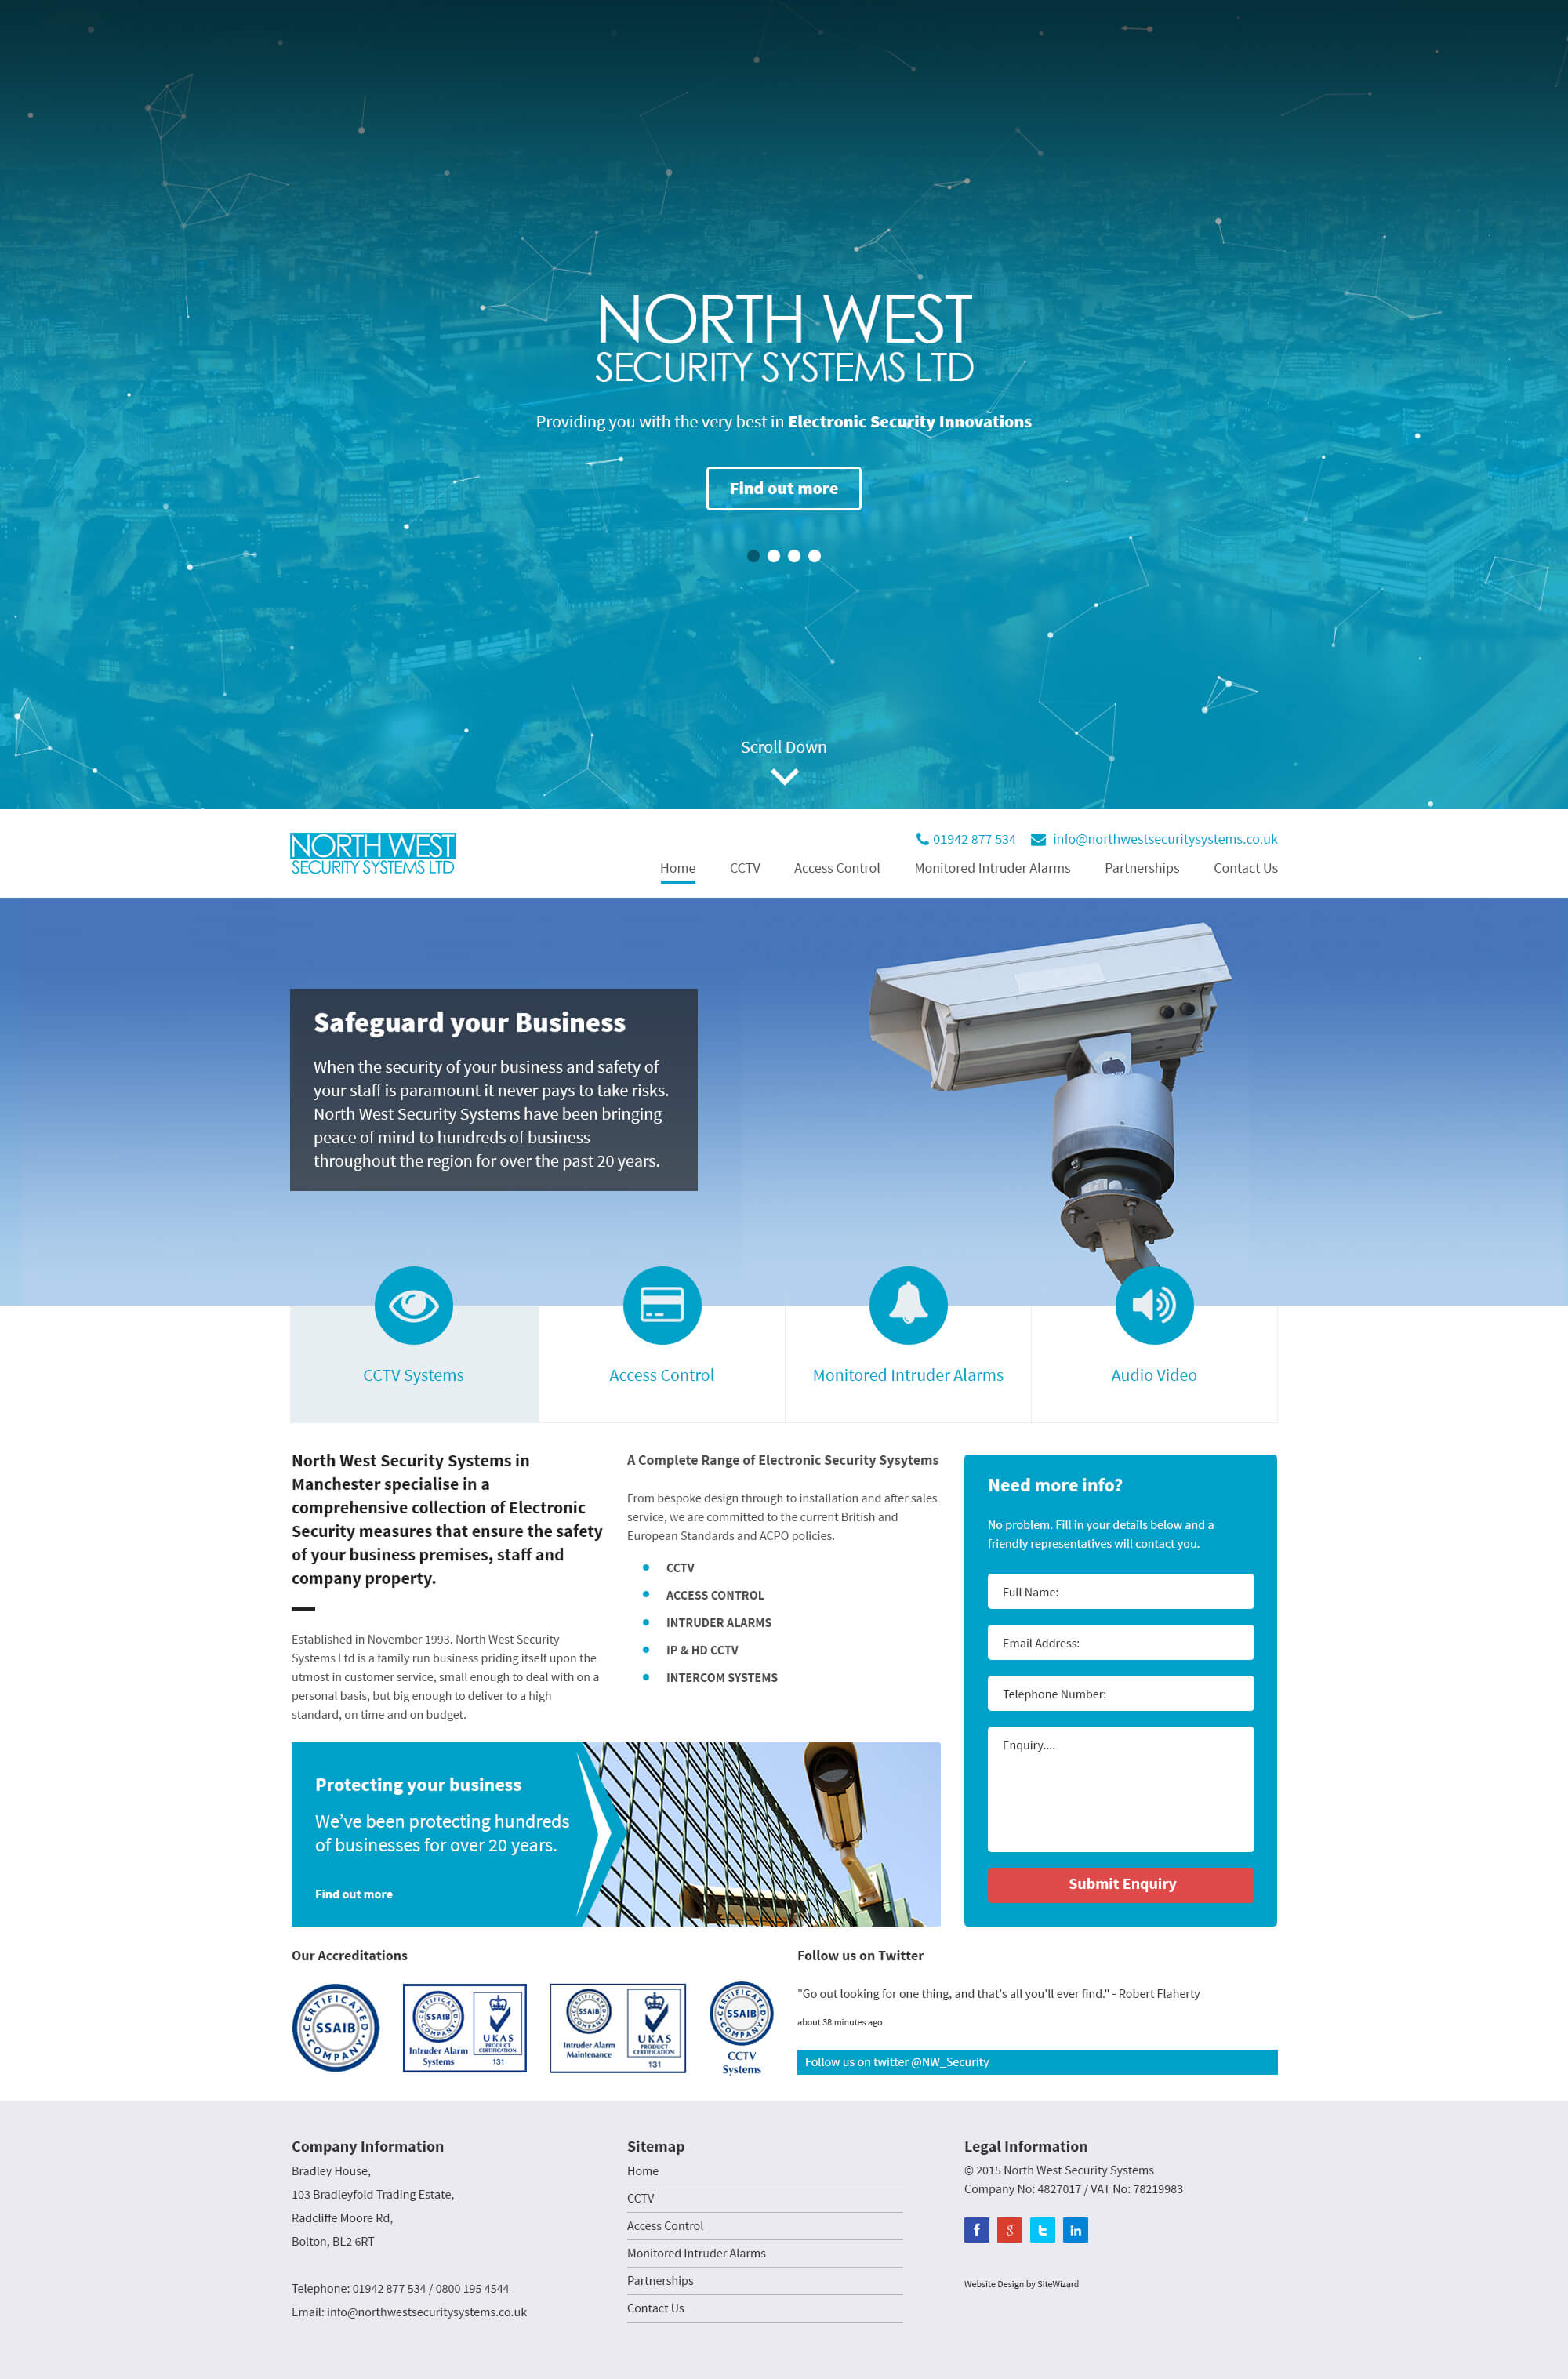 NORTH WEST
SECURITY SYSTEMS LTD
Providing you with the very best in Electronic Security Innovations
Find out more
Scroll Down
NORTH WEST
SECURITY SYSTEMS LTD
01942 877 534
info@northwestsecuritysystems.co.uk
Home
CCTV
Access Control
Monitored Intruder Alarms
Partnerships
Contact Us
Safeguard your Business
When the security of your business and safety of
your staff is paramount it never pays to take risks.
North West Security Systems have been bringing
peace of mind to hundreds of business
throughout the region for over the past 20 years.
CCTV Systems
Access Control
Monitored Intruder Alarms
Audio Video
North West Security Systems in
Manchester specialise in a
comprehensive collection of Electronic
Security measures that ensure the safety
of your business premises, staff and
company property.
Established in November 1993. North West Security
Systems Ltd is a family run business priding itself upon the
utmost in customer service, small enough to deal with on a
personal basis, but big enough to deliver to a high
standard, on time and on budget.
A Complete Range of Electronic Security Sysytems
From bespoke design through to installation and after sales
service, we are committed to the current British and
European Standards and ACPO policies.
CCTV
ACCESS CONTROL
INTRUDER ALARMS
IP & HD CCTV
INTERCOM SYSTEMS
Need more info?
No problem. Fill in your details below and a
friendly representatives will contact you.
Full Name:
Email Address:
Telephone Number:
Enquiry....
Submit Enquiry
Protecting your business
We've been protecting hundreds
of businesses for over 20 years.
Find out more
Our Accreditations
CERTIFICATED
SSAIB
COMPANY
CERTIFICATED
SSAIB
COMPANY
Intruder Alarm
Systems
UKAS
PRODUCT
CERTIFICATION
131
CERTIFICATED
SSAIB
COMPANY
Intruder Alarm
Maintenance
UKAS
PRODUCT
CERTIFICATION
131
CERTIFICATED
SSAIB
COMPANY
CCTV
Systems
Follow us on Twitter
"Go out looking for one thing, and that's all you'll ever find." - Robert Flaherty
about 38 minutes ago
Follow us on twitter @NW_Security
Company Information
Bradley House,
103 Bradleyfold Trading Estate,
Radcliffe Moore Rd,
Bolton, BL2 6RT
Telephone: 01942 877 534 / 0800 195 4544
Email: info@northwestsecuritysystems.co.uk
Sitemap
Home
CCTV
Access Control
Monitored Intruder Alarms
Partnerships
Contact Us
Legal Information
© 2015 North West Security Systems
Company No: 4827017 / VAT No: 78219983
f
g
t
in
Website Design by SiteWizard